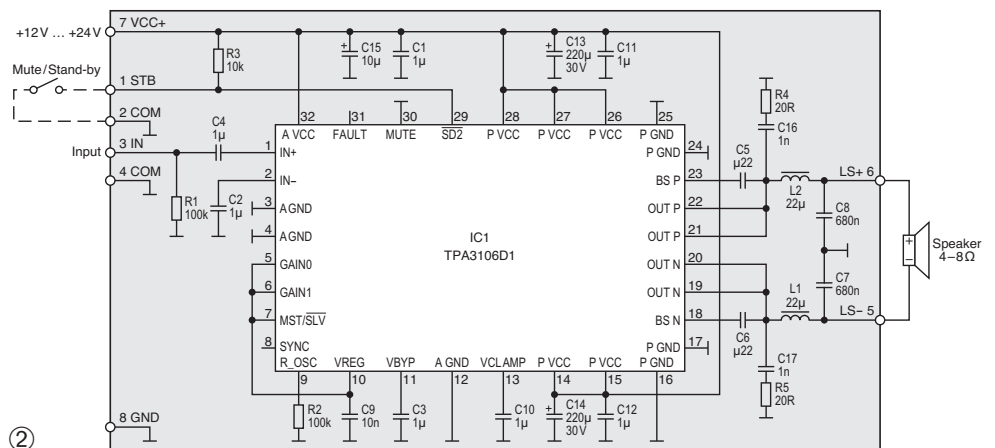 7 VCC+
+12V ... +24V
R3
10k
C15
10µ
C1
1µ
C13
220µ
30V
C11
1µ
Mute/Stand-by
1 STB
2 COM
Input
3 IN
4 COM
C4
1µ
R1
100k
C2
1µ
32
31
30
29
28
27
26
25
A VCC
FAULT
MUTE
SD2
P VCC
P VCC
P VCC
P GND
1
IN+
2
IN–
3
A GND
4
A GND
5
GAIN0
6
GAIN1
7
MST/SLV
8
SYNC
IC1
TPA3106D1
P GND
24
BS P
23
OUT P
22
OUT P
21
OUT N
20
OUT N
19
BS N
18
P GND
17
R_OSC
VREG
VBYP
A GND
VCLAMP
P VCC
P VCC
P GND
9
10
11
12
13
14
15
16
R2
100k
C9
10n
C3
1µ
C10
1µ
C14
220µ
30V
C12
1µ
R4
20R
C16
1n
C5
µ22
L2
22µ
LS+ 6
C8
680n
C7
680n
Speaker
4–8Ω
L1
22µ
LS– 5
C6
µ22
C17
1n
R5
20R
8 GND
②